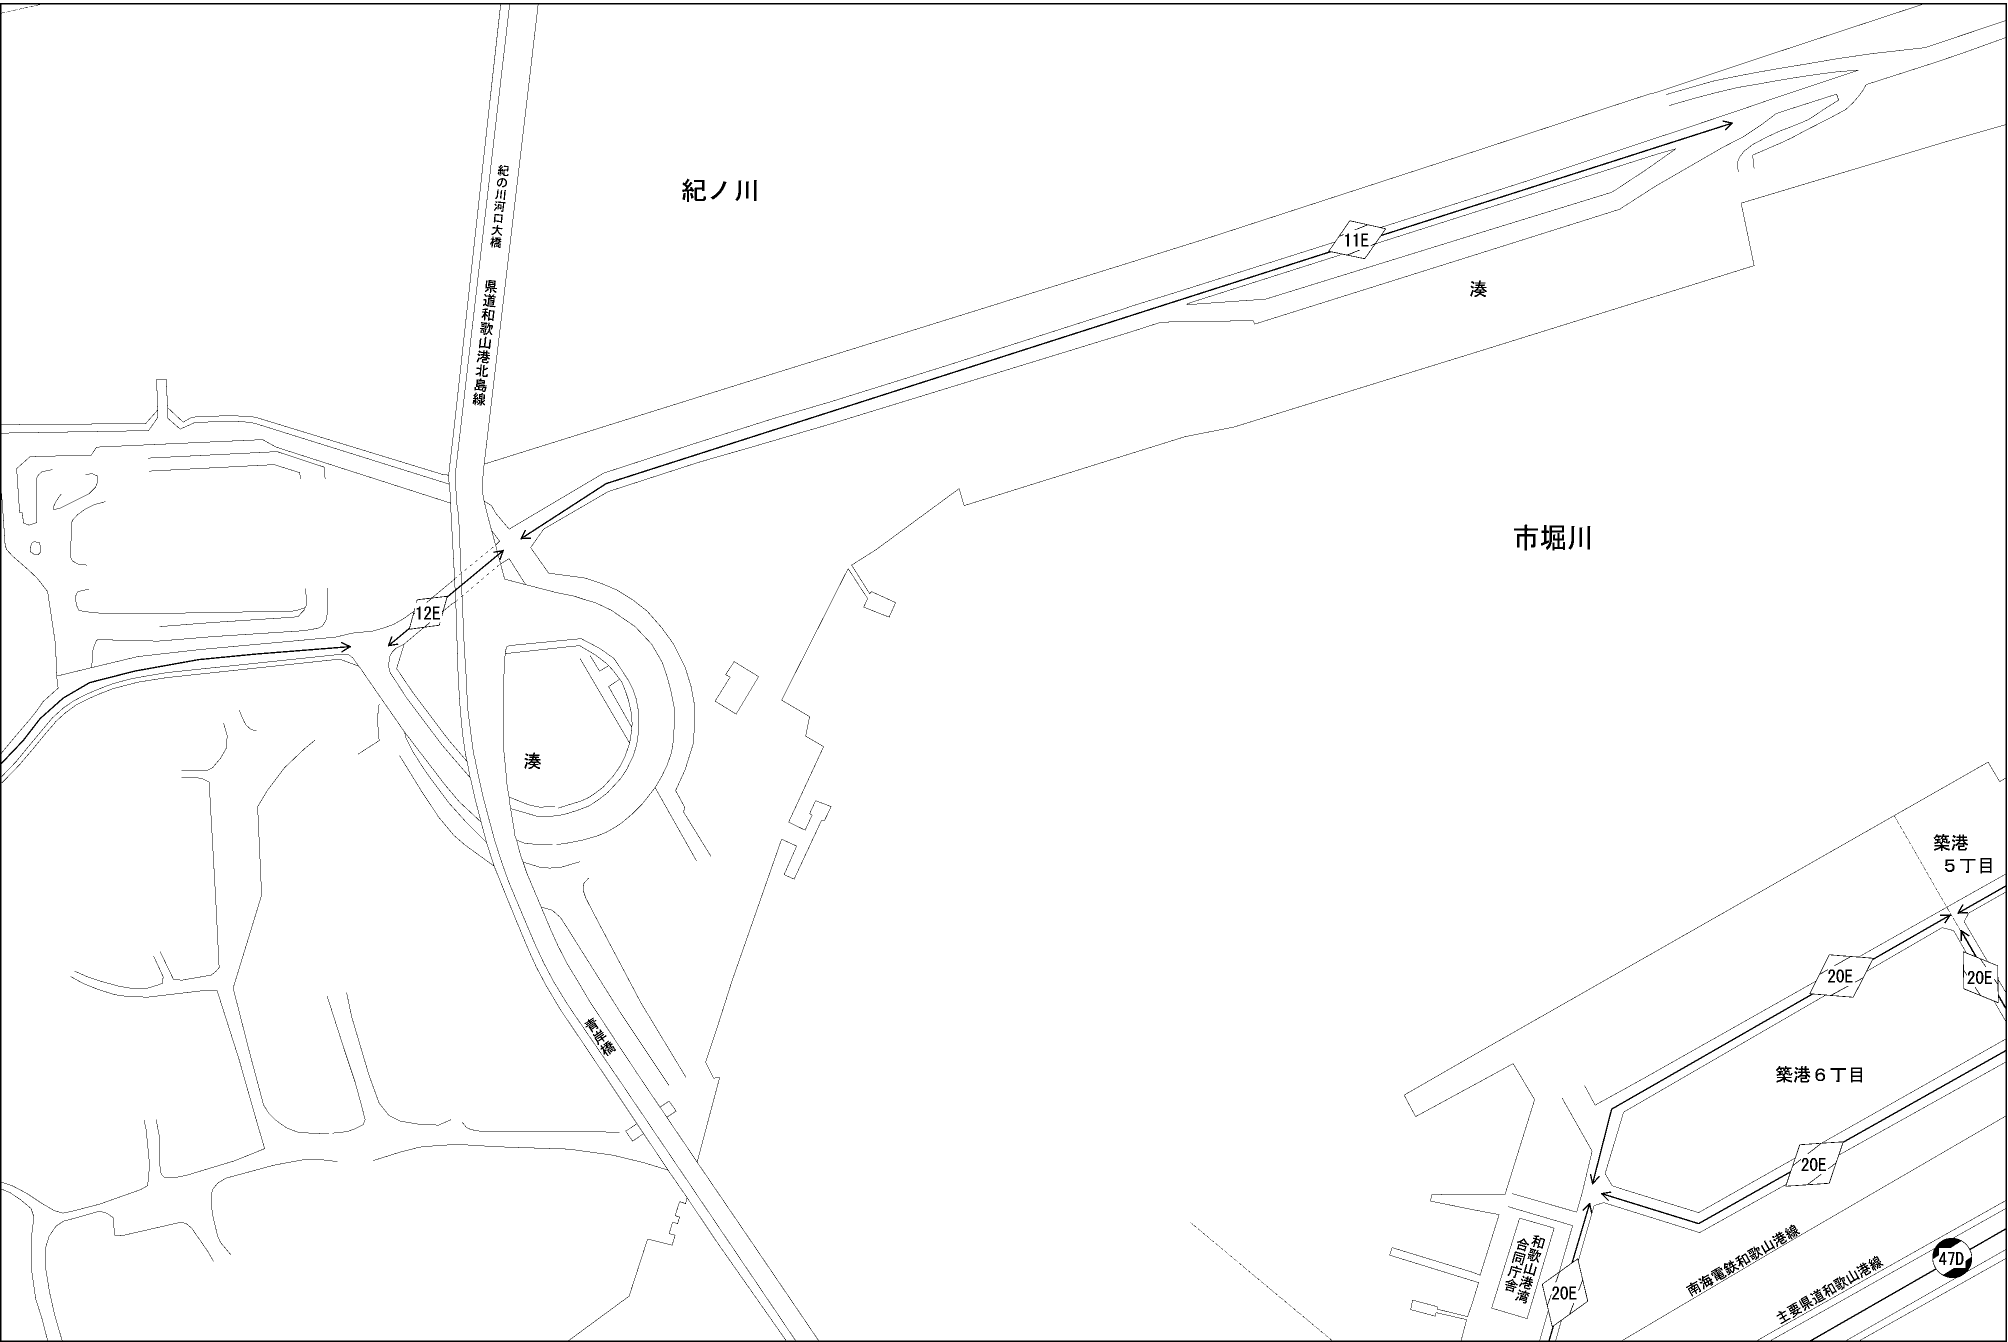 紀の川河口大橋
紀ノ川
11E
県道和歌山港北島線
湊
市堀川
12E
湊
築港
５丁目
20E
20E
青岸橋
築港６丁目
20E
和歌山港湾
合同庁舎
南海電鉄和歌山港線
主要県道和歌山港線
47D
20E